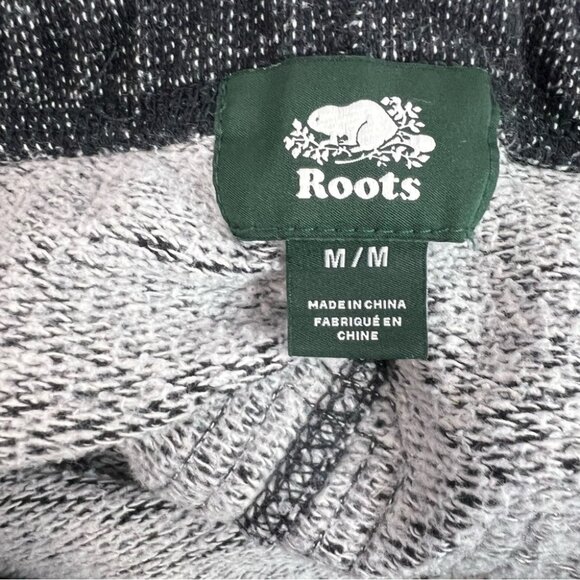 Roots
M/M
MADE IN CHINA
FABRIQUÉ EN
CHINE